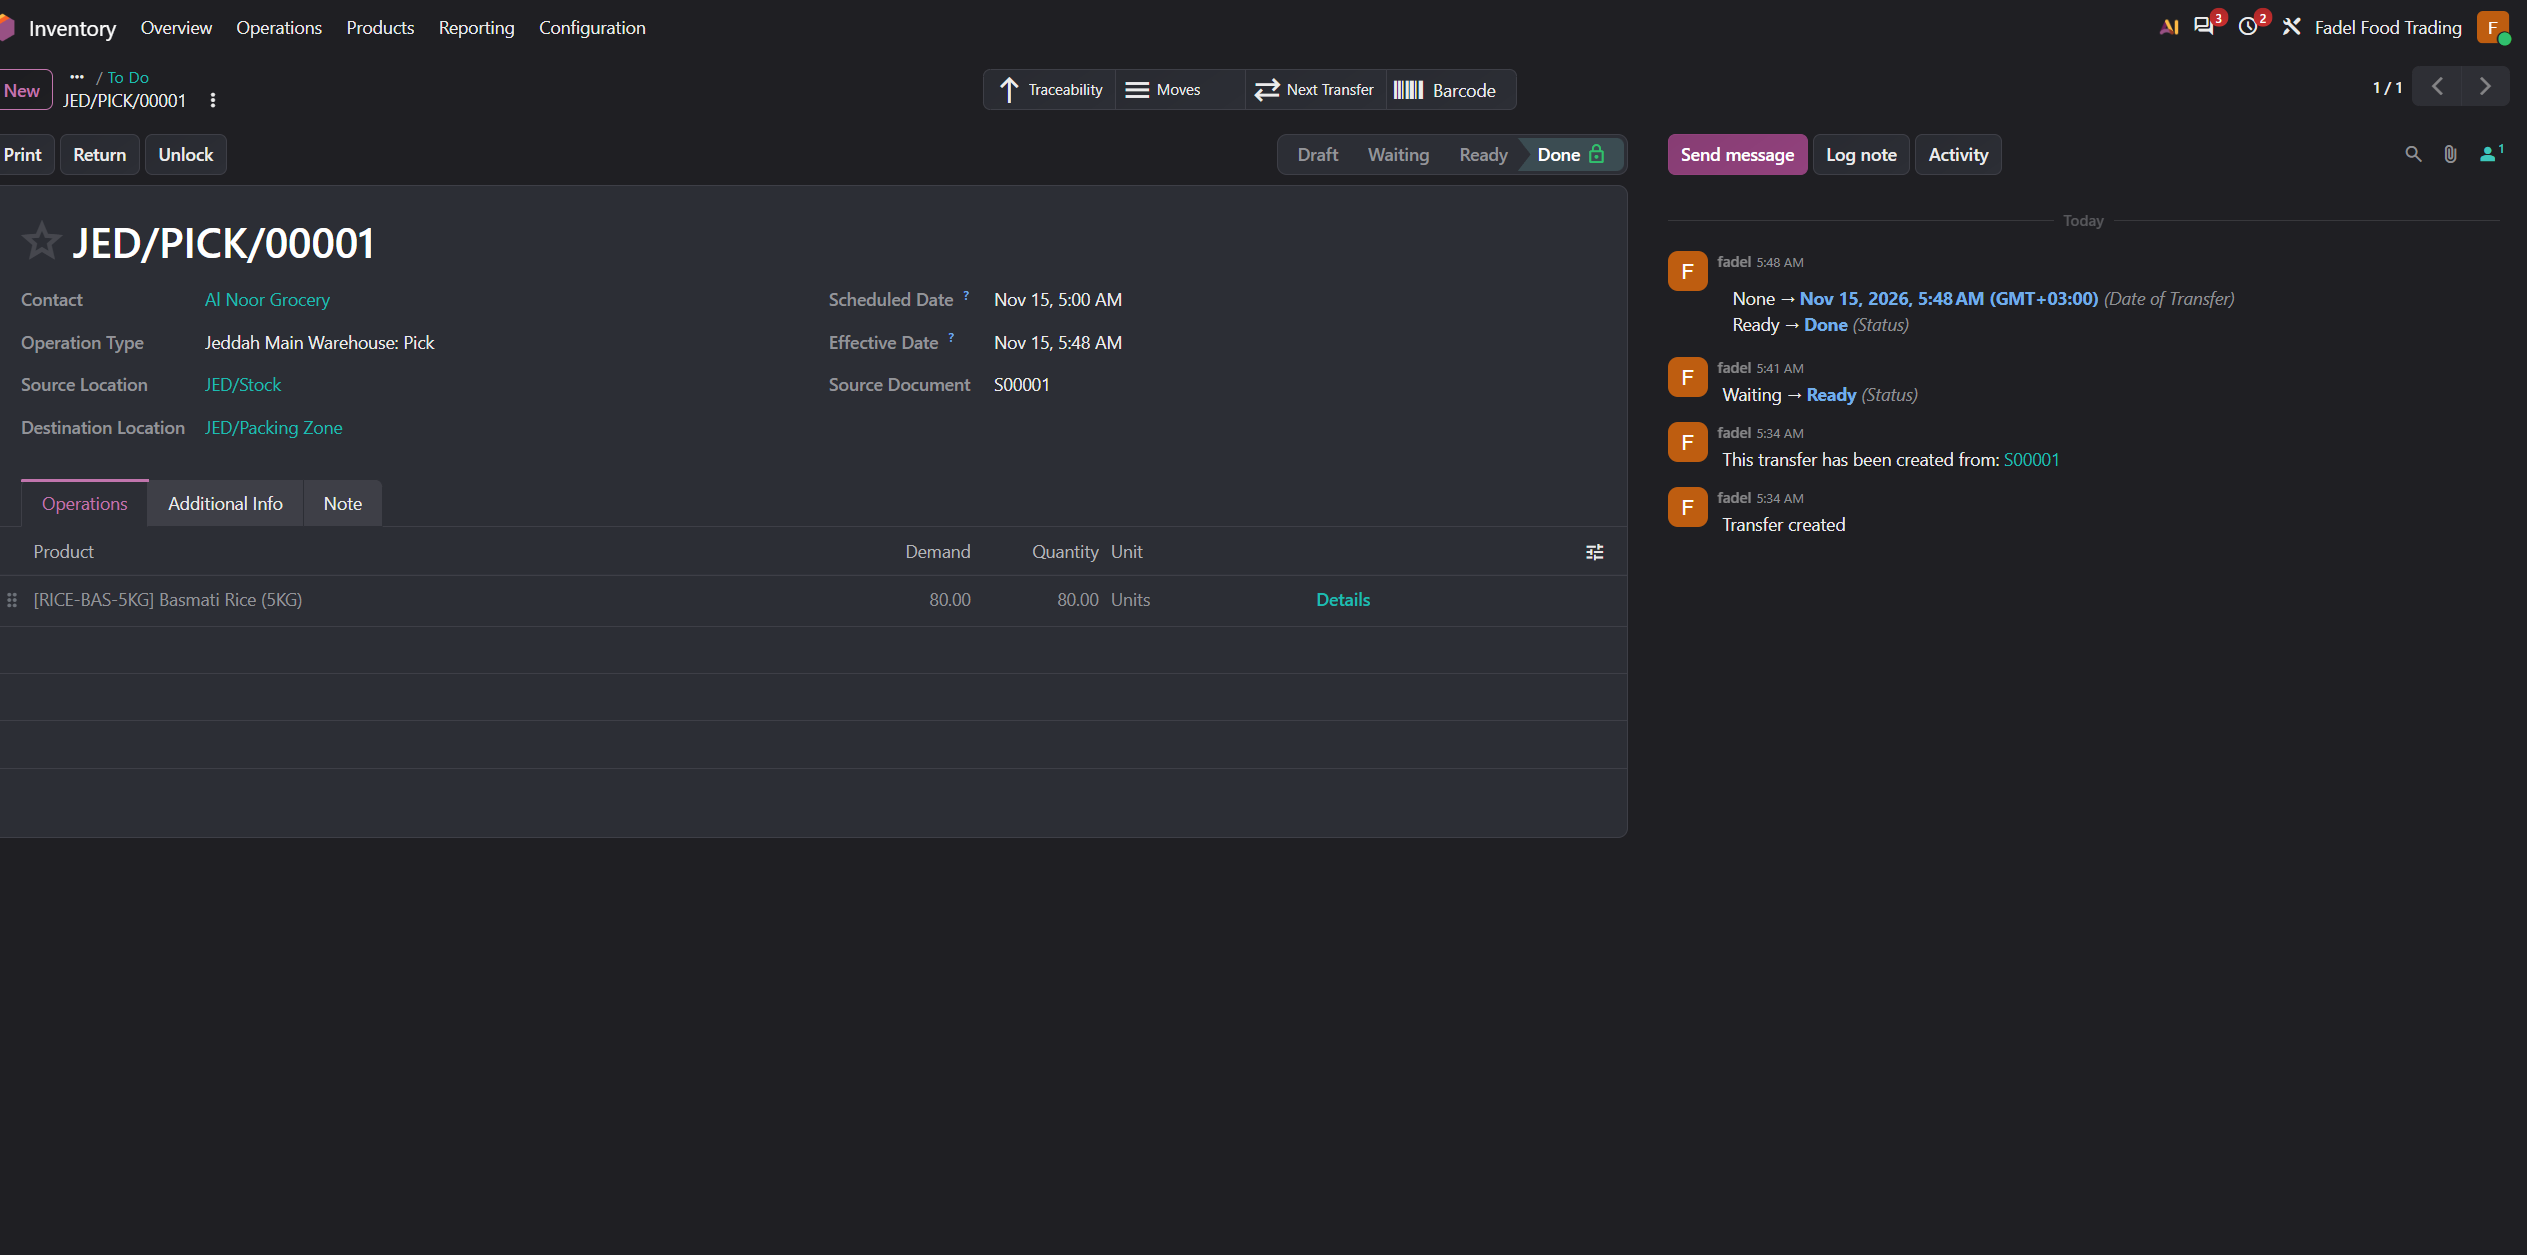 Inventory Overview Operations Products Reporting Configuration
AI 3 2 Fadel Food Trading F
New ... / To Do
JED/PICK/00001
Traceability Moves Next Transfer Barcode
1 / 1
Print Return Unlock
Draft Waiting Ready Done
Send message Log note Activity
1
JED/PICK/00001
Contact Al Noor Grocery
Operation Type Jeddah Main Warehouse: Pick
Source Location JED/Stock
Destination Location JED/Packing Zone
Scheduled Date ? Nov 15, 5:00 AM
Effective Date ? Nov 15, 5:48 AM
Source Document S00001
Operations Additional Info Note
Product Demand Quantity Unit
[RICE-BAS-5KG] Basmati Rice (5KG) 80.00 80.00 Units Details
Today
F fadel 5:48 AM
None → Nov 15, 2026, 5:48 AM (GMT+03:00) (Date of Transfer)
Ready → Done (Status)
F fadel 5:41 AM
Waiting → Ready (Status)
F fadel 5:34 AM
This transfer has been created from: S00001
F fadel 5:34 AM
Transfer created